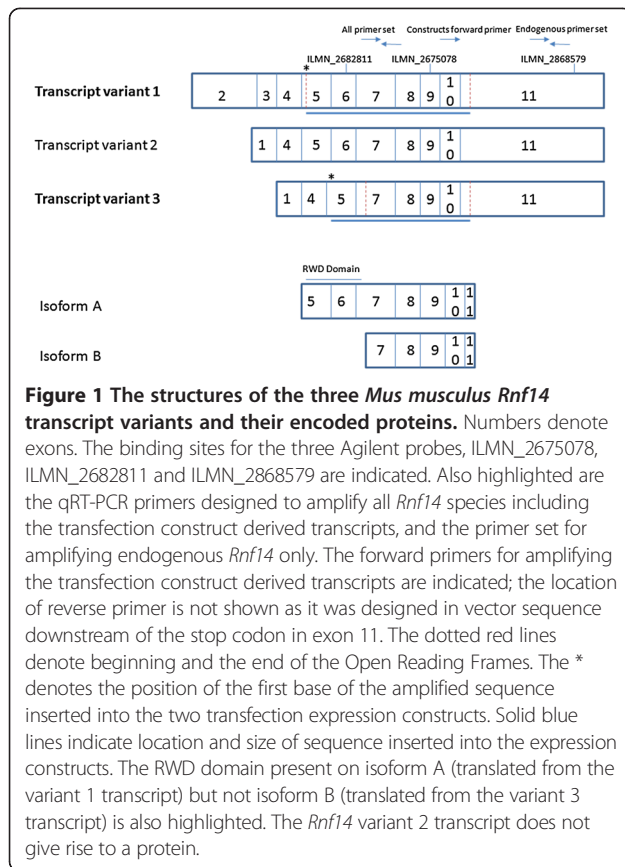 All primer set Constructs forward primer Endogenous primer set
ILMN_2682811 ILMN_2675078 ILMN_2868579
*
Transcript variant 1 2 3 4 5 6 7 8 9 10 11
Transcript variant 2 1 4 5 6 7 8 9 10 11
*
Transcript variant 3 1 4 5 7 8 9 10 11
RWD Domain
Isoform A 5 6 7 8 9 10 11
Isoform B 7 8 9 10 11
Figure 1 The structures of the three Mus musculus Rnf14
transcript variants and their encoded proteins. Numbers denote
exons. The binding sites for the three Agilent probes, ILMN_2675078,
ILMN_2682811 and ILMN_2868579 are indicated. Also highlighted are
the qRT-PCR primers designed to amplify all Rnf14 species including
the transfection construct derived transcripts, and the primer set for
amplifying endogenous Rnf14 only. The forward primers for amplifying
the transfection construct derived transcripts are indicated; the location
of reverse primer is not shown as it was designed in vector sequence
downstream of the stop codon in exon 11. The dotted red lines
denote beginning and the end of the Open Reading Frames. The *
denotes the position of the first base of the amplified sequence
inserted into the two transfection expression constructs. Solid blue
lines indicate location and size of sequence inserted into the expression
constructs. The RWD domain present on isoform A (translated from the
variant 1 transcript) but not isoform B (translated from the variant 3
transcript) is also highlighted. The Rnf14 variant 2 transcript does not
give rise to a protein.